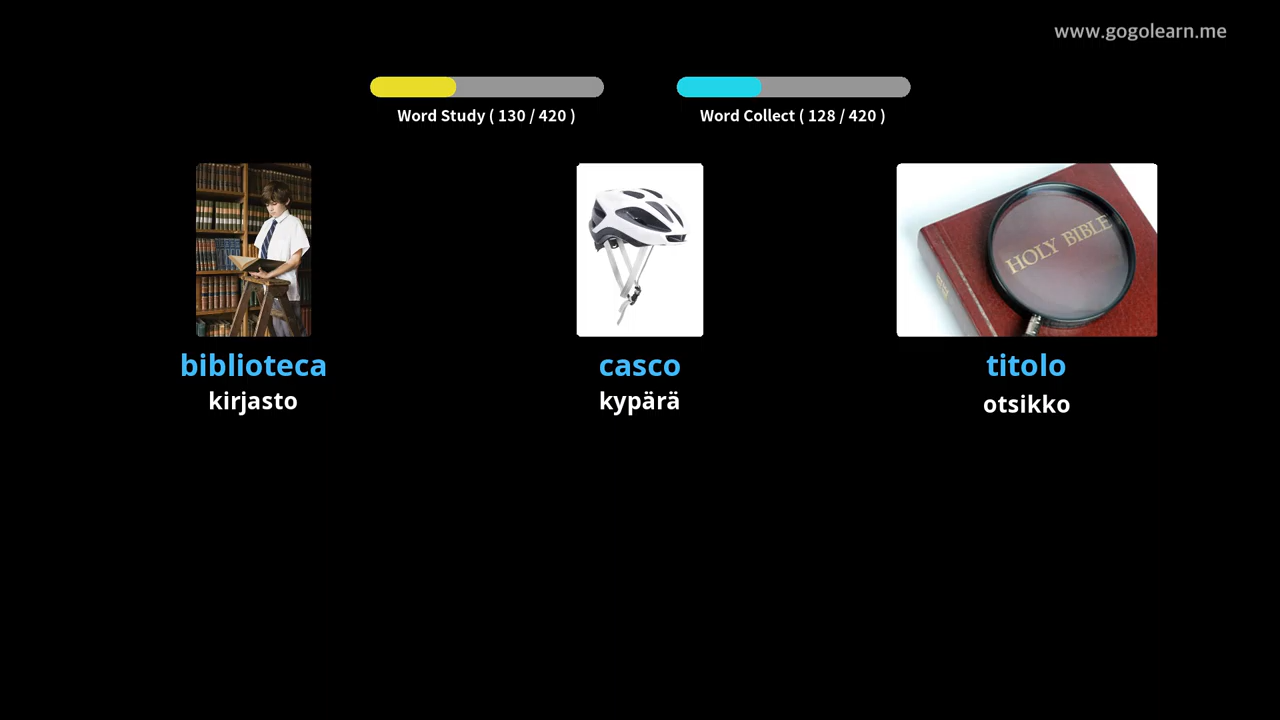 www.gogolearn.me
Word Study ( 130 / 420 )
Word Collect ( 128 / 420 )
HOLY BIBLE
biblioteca
kirjasto
casco
kypärä
titolo
otsikko